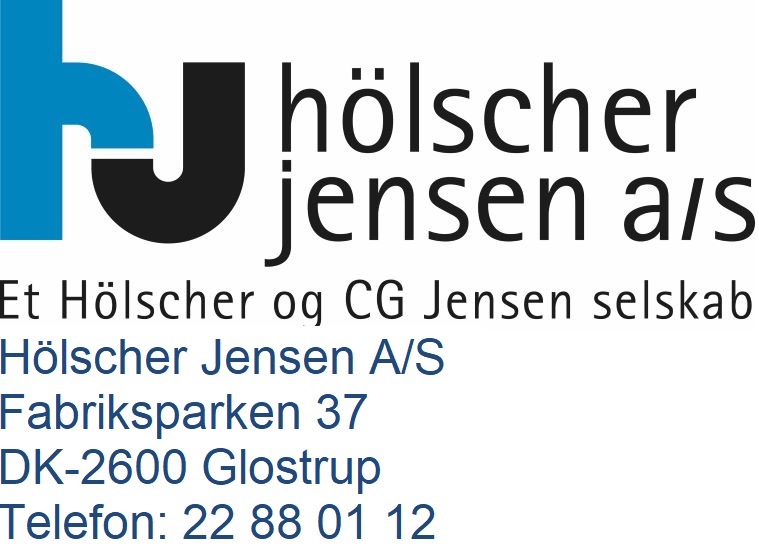 hJ
hölscher
jensen a/s
Et Hölscher og CG Jensen selskab
Hölscher Jensen A/S
Fabriksparken 37
DK-2600 Glostrup
Telefon: 22 88 01 12